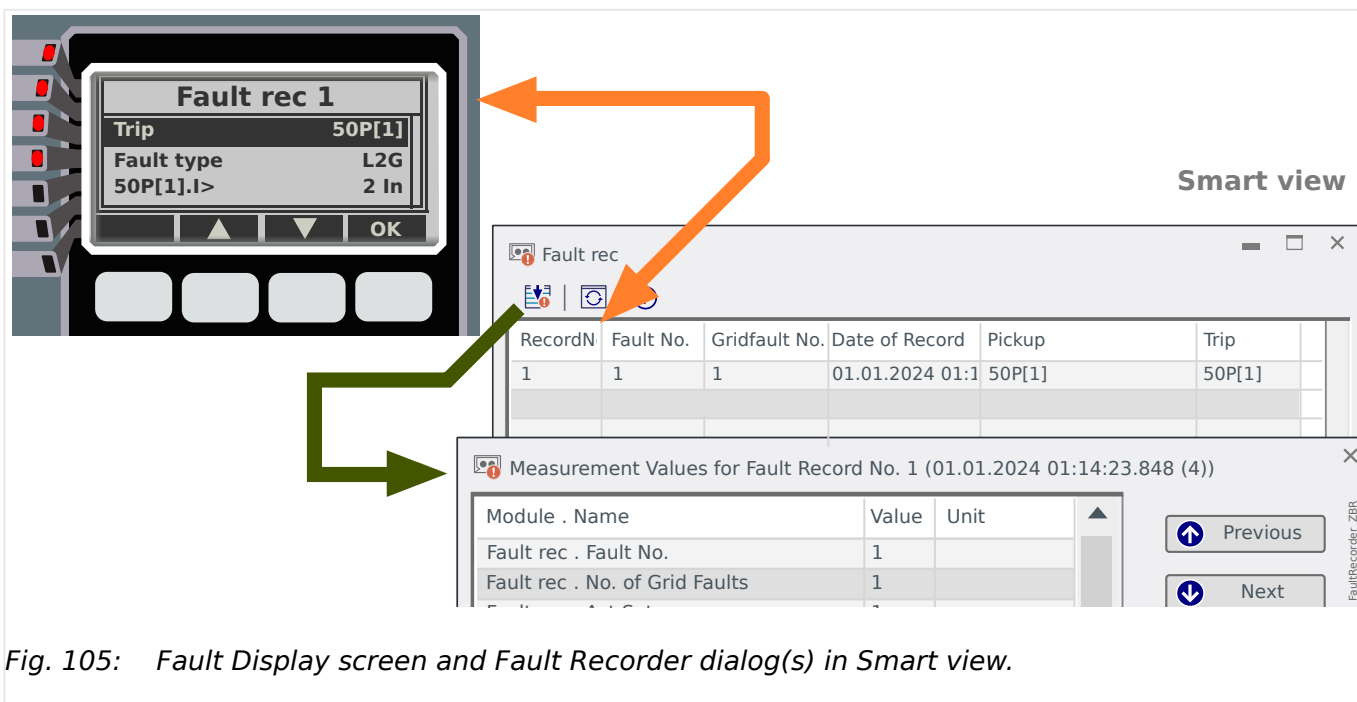 Fault rec 1
Trip 50P[1]
Fault type L2G
50P[1].I> 2 In
OK
Smart view
Fault rec
RecordN Fault No. Gridfault No. Date of Record Pickup Trip
1 1 1 01.01.2024 01:1 50P[1] 50P[1]
Measurement Values for Fault Record No. 1 (01.01.2024 01:14:23.848 (4))
Module . Name Value Unit
Fault rec . Fault No. 1
Fault rec . No. of Grid Faults 1
Previous
Next
FaultRecorder_ZBR
Fig. 105: Fault Display screen and Fault Recorder dialog(s) in Smart view.